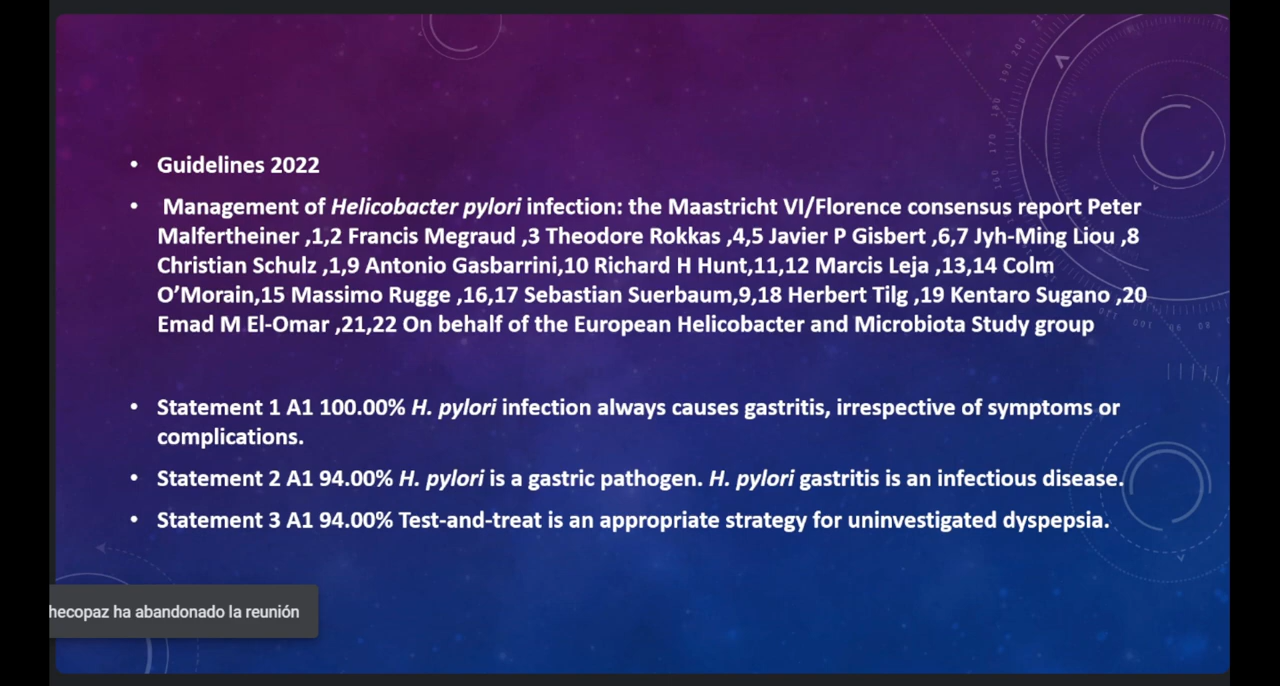 • Guidelines 2022
• Management of Helicobacter pylori infection: the Maastricht VI/Florence consensus report Peter
Malfertheiner ,1,2 Francis Megraud ,3 Theodore Rokkas ,4,5 Javier P Gisbert ,6,7 Jyh-Ming Liou ,8
Christian Schulz ,1,9 Antonio Gasbarrini,10 Richard H Hunt,11,12 Marcis Leja ,13,14 Colm
O’Morain,15 Massimo Rugge ,16,17 Sebastian Suerbaum,9,18 Herbert Tilg ,19 Kentaro Sugano ,20
Emad M El-Omar ,21,22 On behalf of the European Helicobacter and Microbiota Study group
• Statement 1 A1 100.00% H. pylori infection always causes gastritis, irrespective of symptoms or
complications.
• Statement 2 A1 94.00% H. pylori is a gastric pathogen. H. pylori gastritis is an infectious disease.
• Statement 3 A1 94.00% Test-and-treat is an appropriate strategy for uninvestigated dyspepsia.
hecopaz ha abandonado la reunión
200
190
170
160